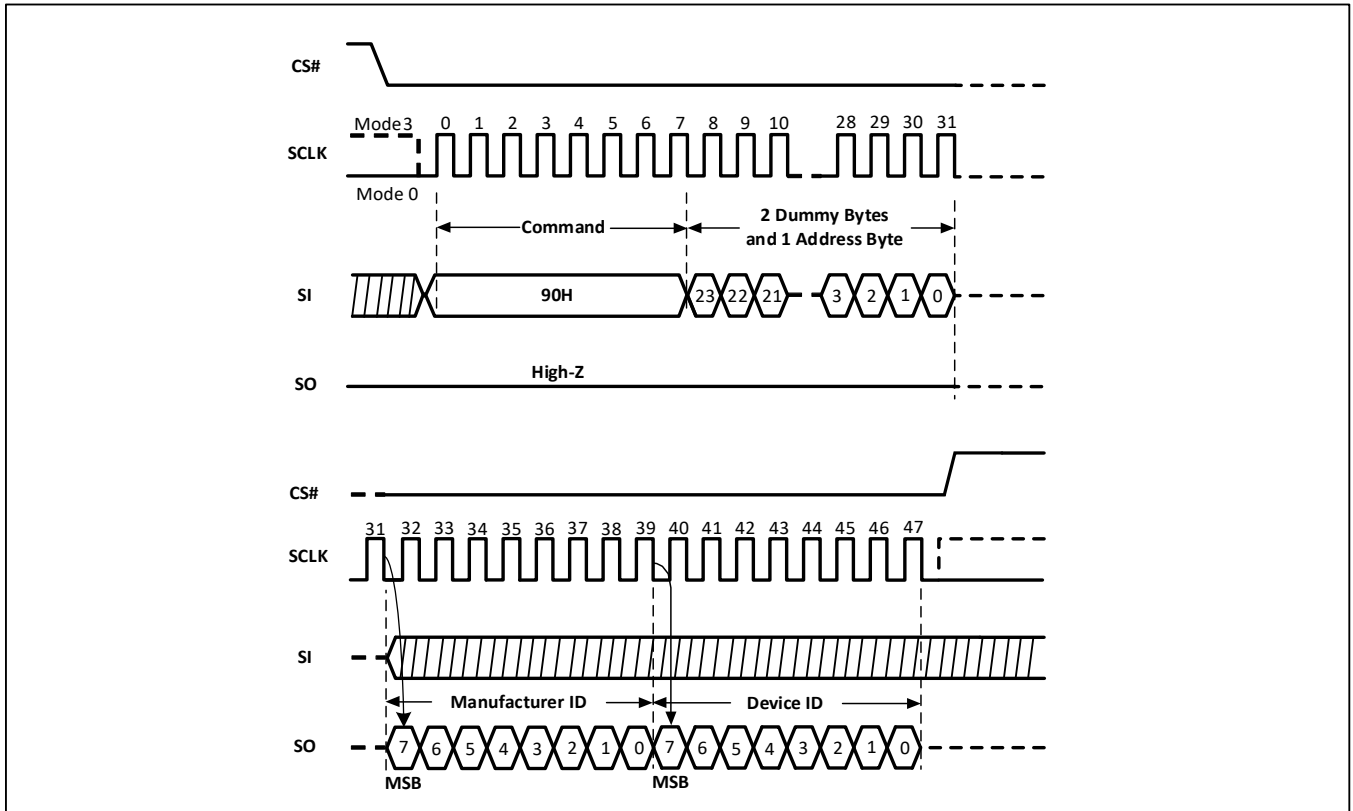 CS#
Mode3 0 1 2 3 4 5 6 7 8 9 10 28 29 30 31
SCLK
Mode 0
Command
2 Dummy Bytes
and 1 Address Byte
SI 90H 23 22 21 3 2 1 0
High-Z
SO
CS#
31 32 33 34 35 36 37 38 39 40 41 42 43 44 45 46 47
SCLK
SI
Manufacturer ID Device ID
SO 7 6 5 4 3 2 1 0 7 6 5 4 3 2 1 0
MSB MSB